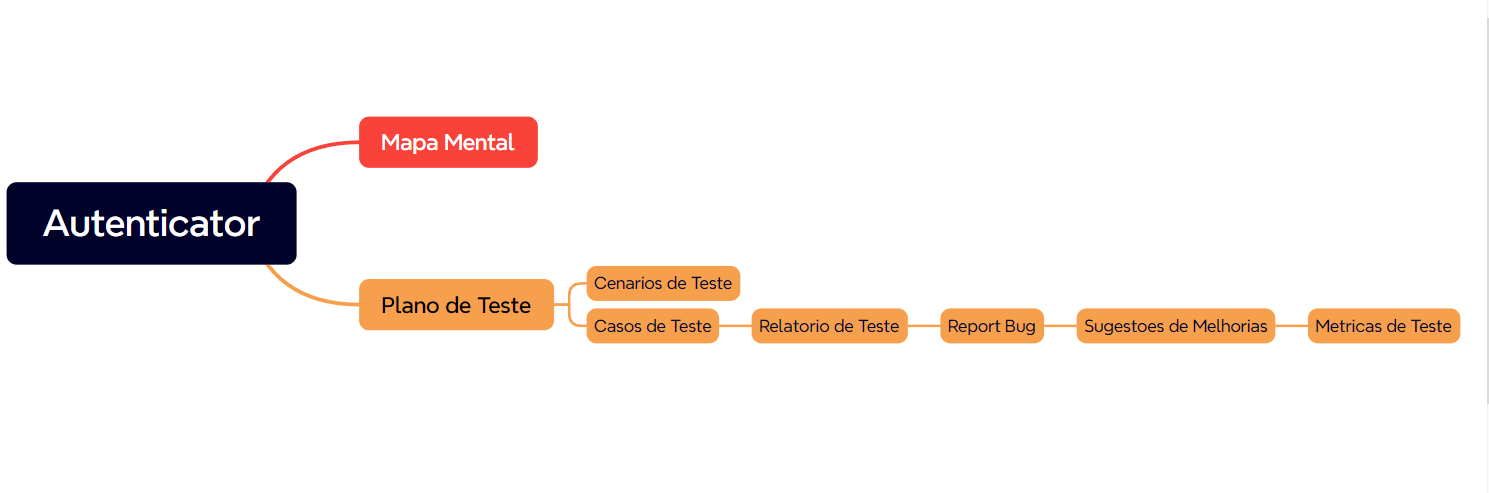 Mapa Mental
Autenticator
Plano de Teste
Cenarios de Teste
Casos de Teste
Relatorio de Teste
Report Bug
Sugestoes de Melhorias
Metricas de Teste